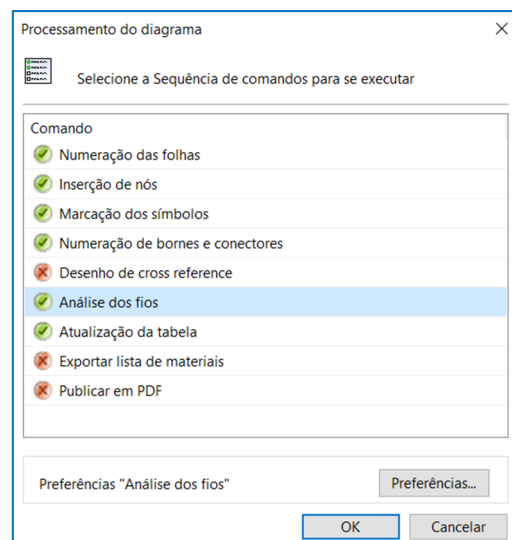 Processamento do diagrama
Selecione a Sequência de comandos para se executar
Comando
Numeração das folhas
Inserção de nós
Marcação dos símbolos
Numeração de bornes e conectores
Desenho de cross reference
Análise dos fios
Atualização da tabela
Exportar lista de materiais
Publicar em PDF
Preferências "Análise dos fios"
Preferências...
OK
Cancelar